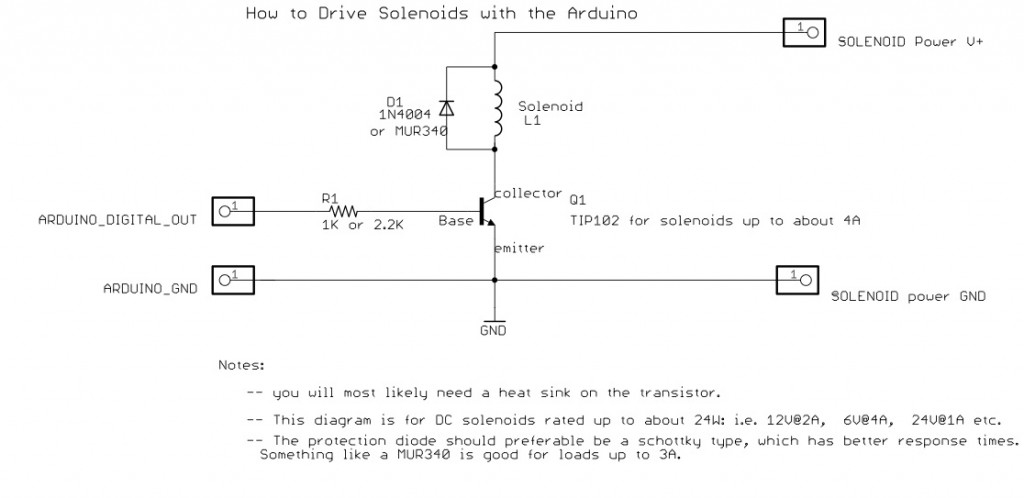 How to Drive Solenoids with the Arduino
1
SOLENOID Power V+
D1
1N4004
or MUR340
Solenoid
L1
collector
Q1
R1
1
ARDUINO_DIGITAL_OUT
1K or 2.2K
Base
TIP102 for solenoids up to about 4A
emitter
1
1
ARDUINO_GND
SOLENOID power GND
GND
Notes:
-- you will most likely need a heat sink on the transistor.
-- This diagram is for DC solenoids rated up to about 24W: i.e. 12V@2A, 6V@4A, 24V@1A etc.
-- The protection diode should preferable be a schottky type, which has better response times.
Something like a MUR340 is good for loads up to 3A.